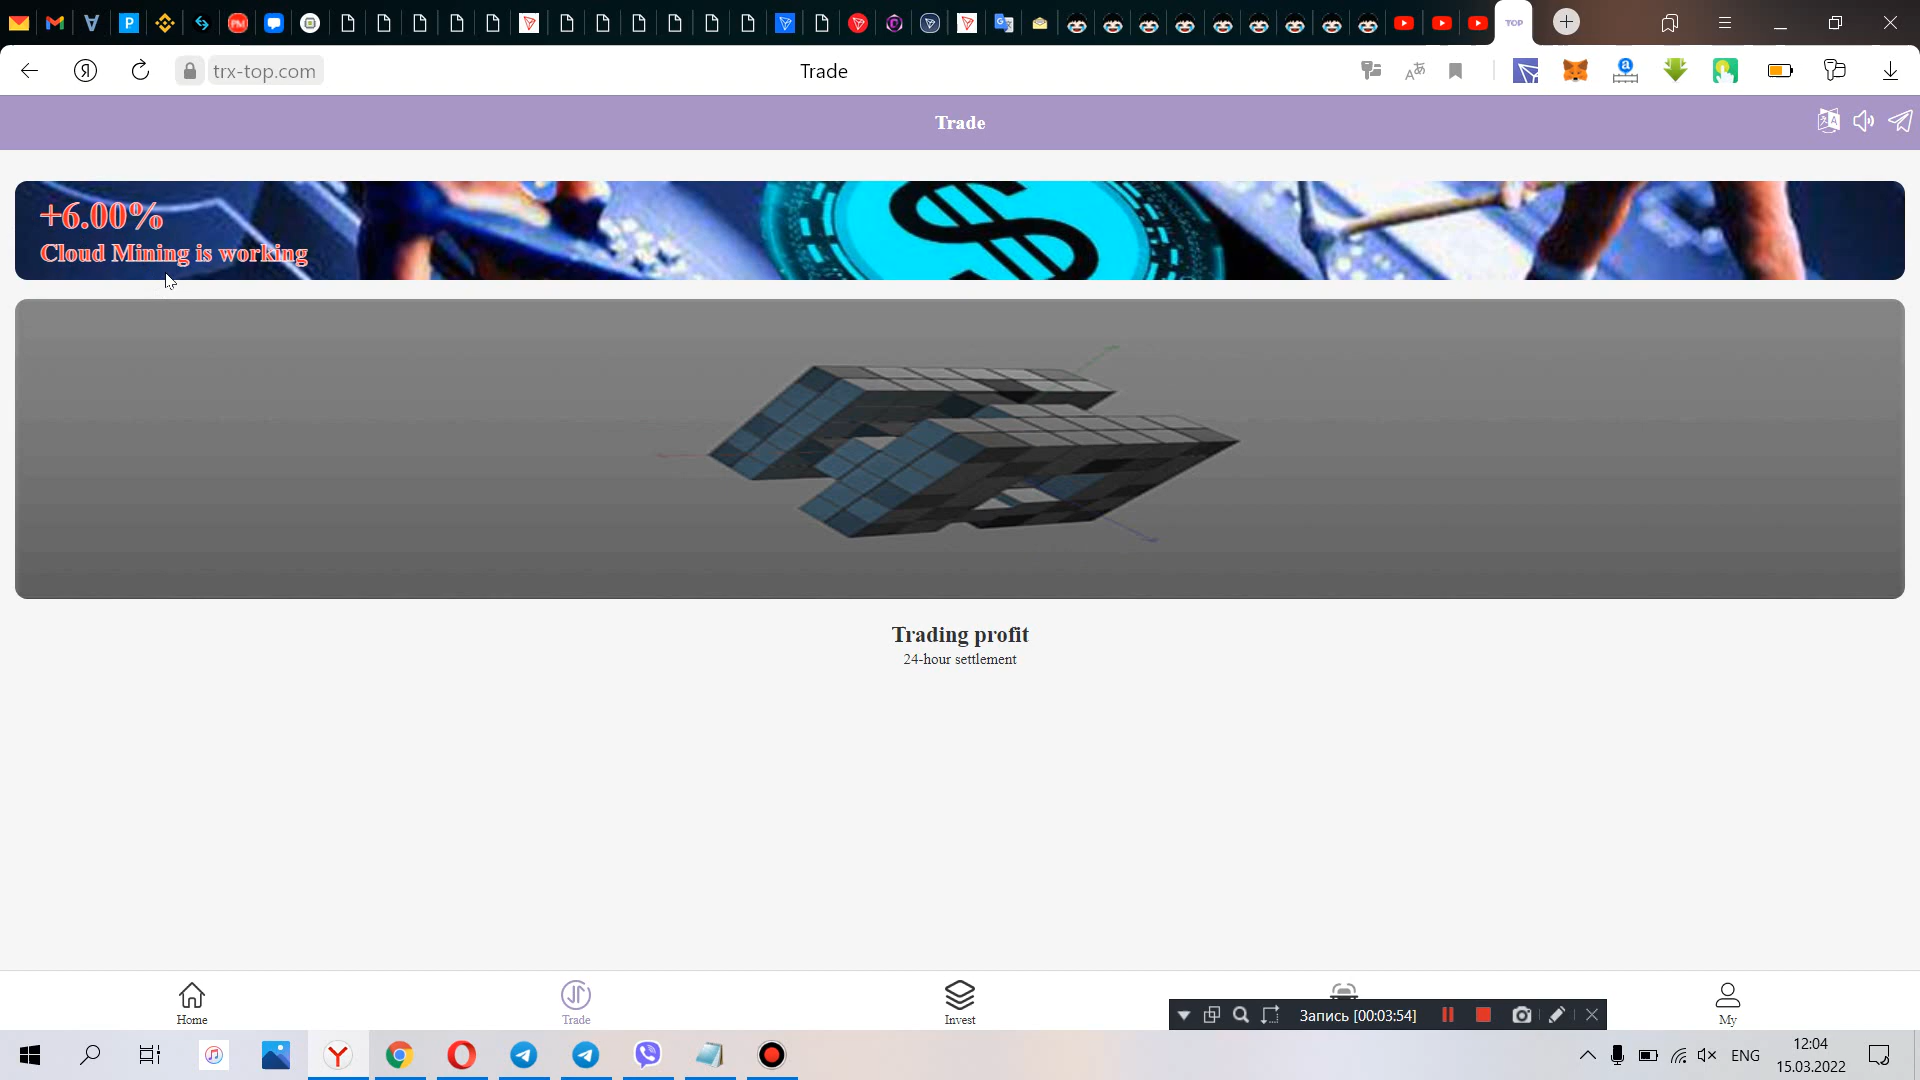 TOP
trx-top.com
Trade
Trade
+6.00%
Cloud Mining is working
Trading profit
24-hour settlement
Home
Trade
Invest
My
Запись [00:03:54]
ENG
12:04
15.03.2022